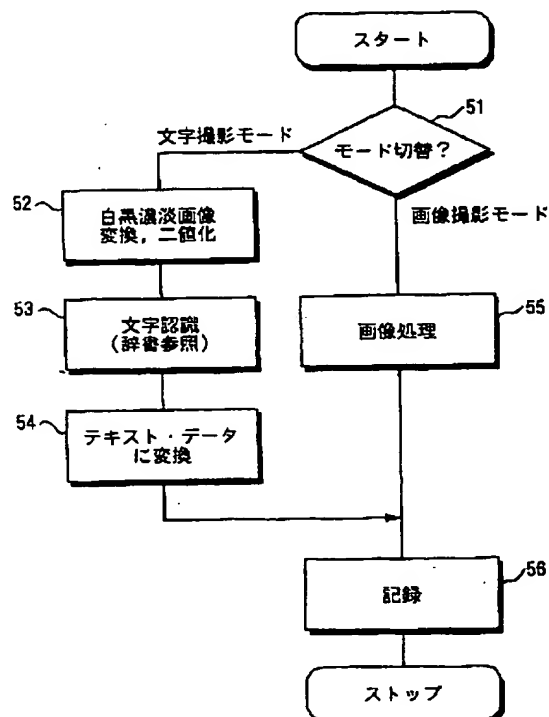 スタート
51
モード切替?
文字撮影モード
画像撮影モード
52
白黒濃淡画像
変換,二値化
53
文字認識
(辞書参照)
54
テキスト・データ
に変換
55
画像処理
56
記録
ストップ